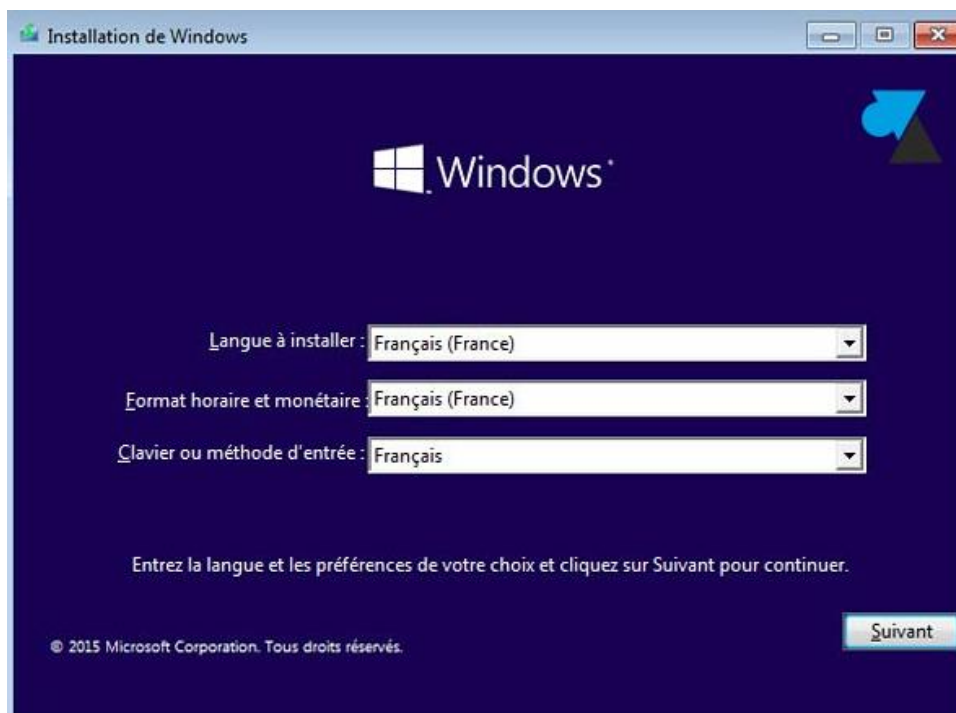 Installation de Windows
Windows
Langue à installer : Français (France)
Format horaire et monétaire : Français (France)
Clavier ou méthode d'entrée : Français
Entrez la langue et les préférences de votre choix et cliquez sur Suivant pour continuer.
Suivant
© 2015 Microsoft Corporation. Tous droits réservés.